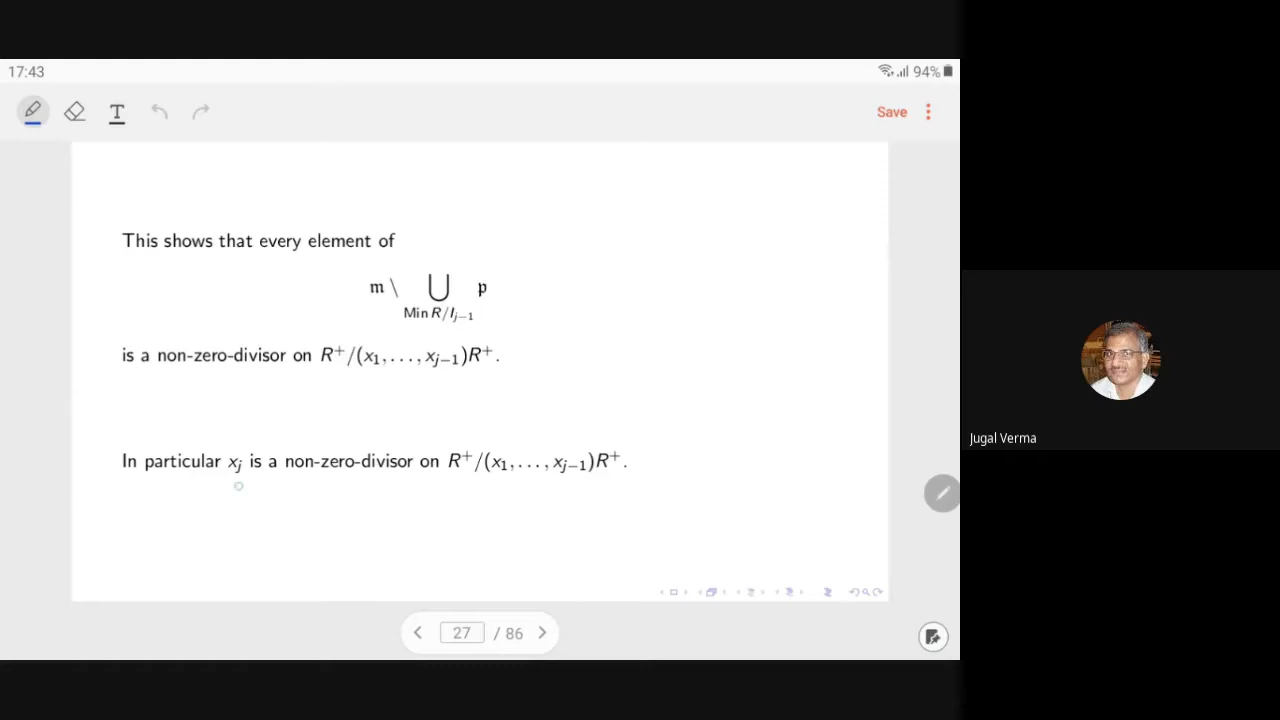 17:43
94%
T
Save
This shows that every element of
𝔪 \ ⋃ 𝔭
Min R/I_{j−1}
is a non-zero-divisor on R⁺/(x₁, . . . , x_{j−1})R⁺.
In particular x_j is a non-zero-divisor on R⁺/(x₁, . . . , x_{j−1})R⁺.
27 / 86
Jugal Verma